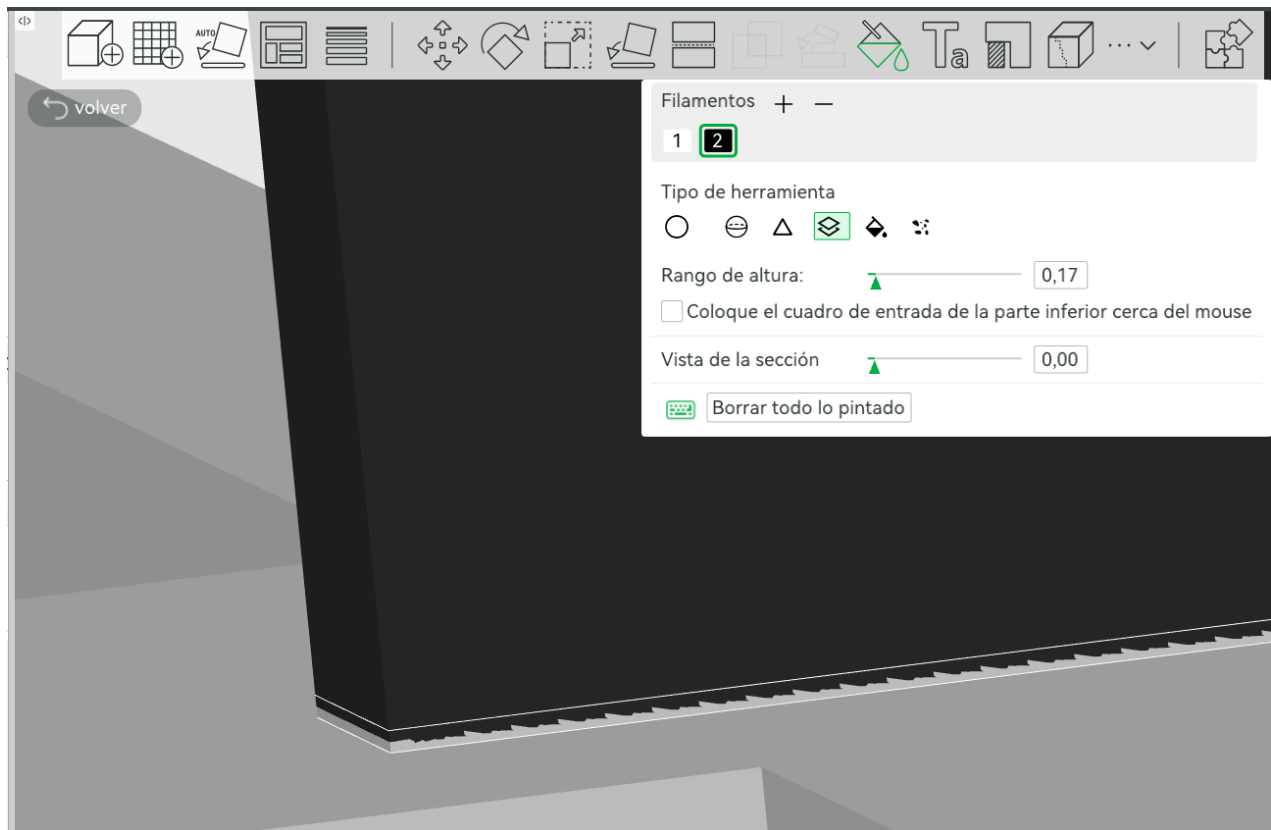 AUTO
Ta
volver
Filamentos + −
1 2
Tipo de herramienta
Rango de altura: 0,17
Coloque el cuadro de entrada de la parte inferior cerca del mouse
Vista de la sección 0,00
Borrar todo lo pintado